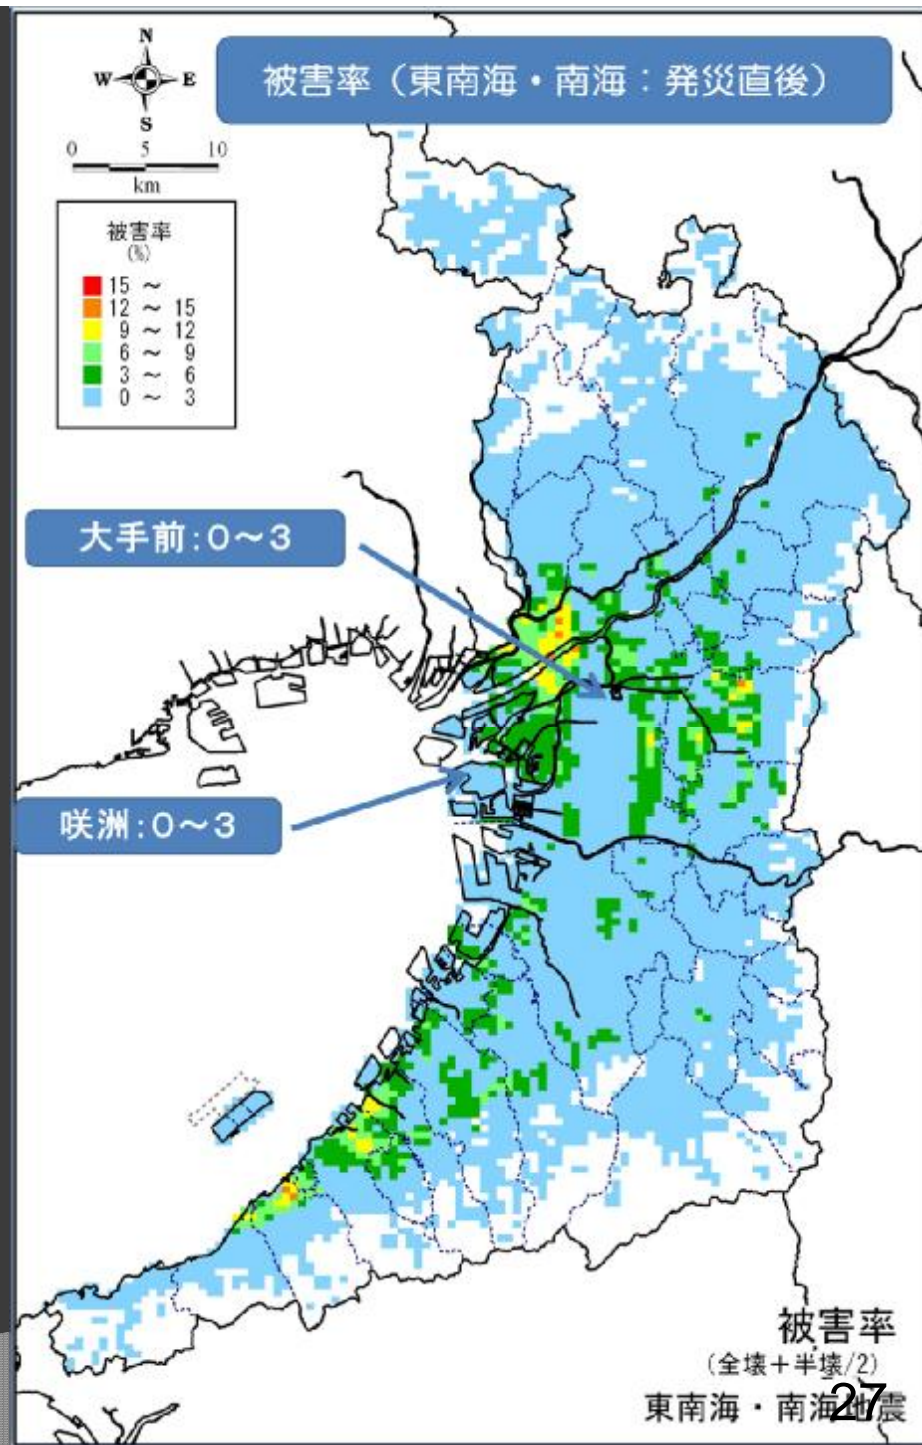 被害率（東南海・南海：発災直後）
N
W E
S
0 5 10
km
被害率
(%)
15 ～
12 ～ 15
9 ～ 12
6 ～ 9
3 ～ 6
0 ～ 3
大手前：０～３
咲洲：０～３
被害率
(全壊＋半壊/2)
東南海・南海地震
27